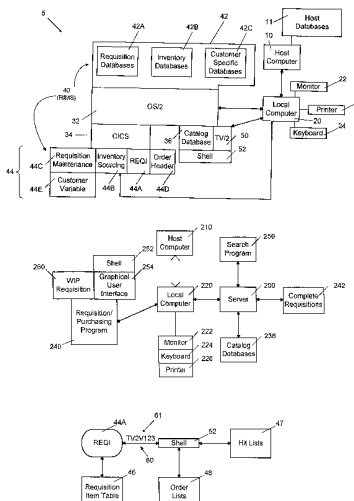 5
42A
42B
42
42C
11
Host Databases
Requisition Databases
Inventory Databases
Customer Specific Databases
10
Host Computer
40
(RIMS)
22
Monitor
OS/2
Local Computer
Printer
32
20
34
CICS
36
Catalog Database
TV/2
50
Keyboard
24
52
Shell
44
44C
Requisition Maintenance
Inventory Sourcing
REQI
Order Header
44E
Customer Variable
44B
44A
44D
210
Host Computer
259
Search Program
252
Shell
260
254
WIP Requisition
Graphical User Interface
220
Local Computer
200
Server
242
Complete Requisitions
Requisition/ Purchasing Program
240
222
Monitor
224
Keyboard
226
Printer
238
Catalog Databases
44A
61
REQI
TV2V123
60
52
Shell
47
Hit Lists
46
Requisition Item Table
48
Order Lists